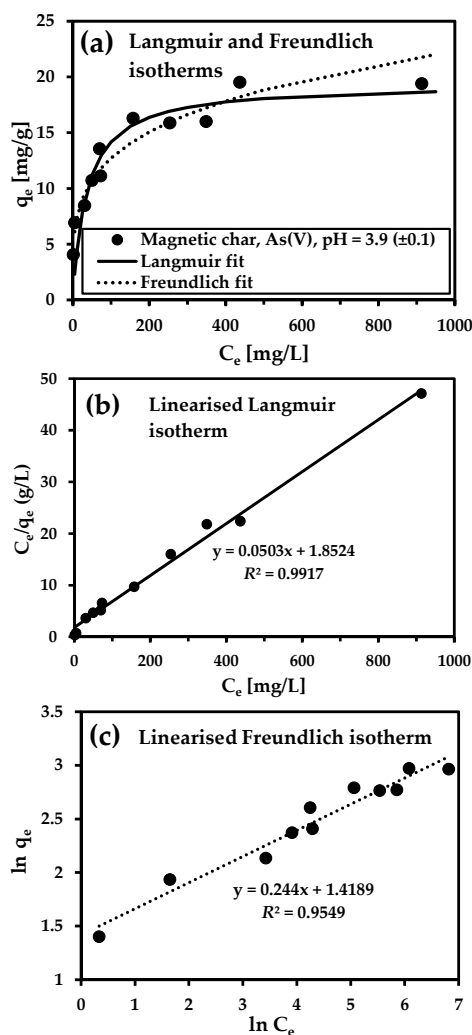 25
20
15
10
5
0
q_e [mg/g]
(a) Langmuir and Freundlich
isotherms
Magnetic char, As(V), pH = 3.9 (±0.1)
Langmuir fit
Freundlich fit
0 200 400 600 800 1000
C_e [mg/L]
50
40
30
20
10
0
C_e/q_e (g/L)
(b) Linearised Langmuir
isotherm
y = 0.0503x + 1.8524
R² = 0.9917
0 200 400 600 800 1000
C_e [mg/L]
3.5
3
2.5
2
1.5
1
ln q_e
(c) Linearised Freundlich isotherm
y = 0.244x + 1.4189
R² = 0.9549
0 1 2 3 4 5 6 7
ln C_e